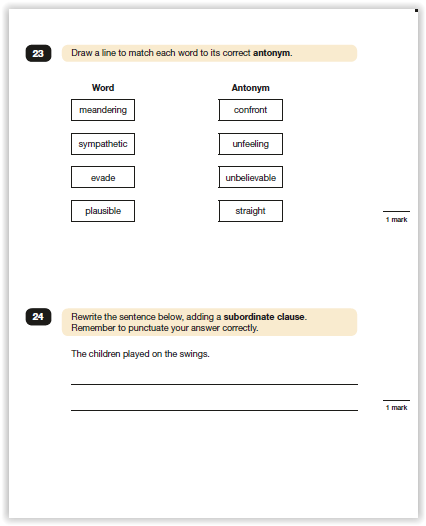 23 Draw a line to match each word to its correct antonym.
Word Antonym
meandering confront
sympathetic unfeeling
evade unbelievable
plausible straight
1 mark
24 Rewrite the sentence below, adding a subordinate clause.
Remember to punctuate your answer correctly.
The children played on the swings.
1 mark